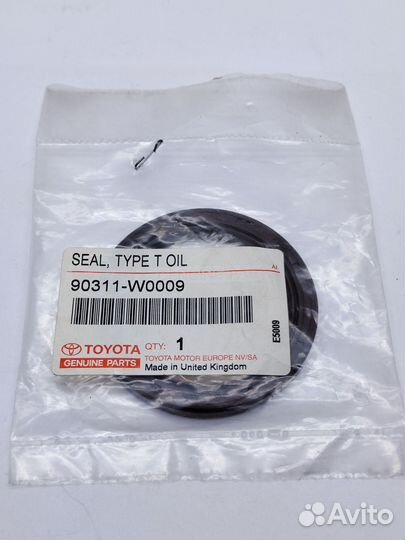 SEAL, TYPE T OIL
A1
90311-W0009
E5009
TOYOTA
GENUINE PARTS
QTY: 1
TOYOTA MOTOR EUROPE NV/SA
Made in United Kingdom
Avito